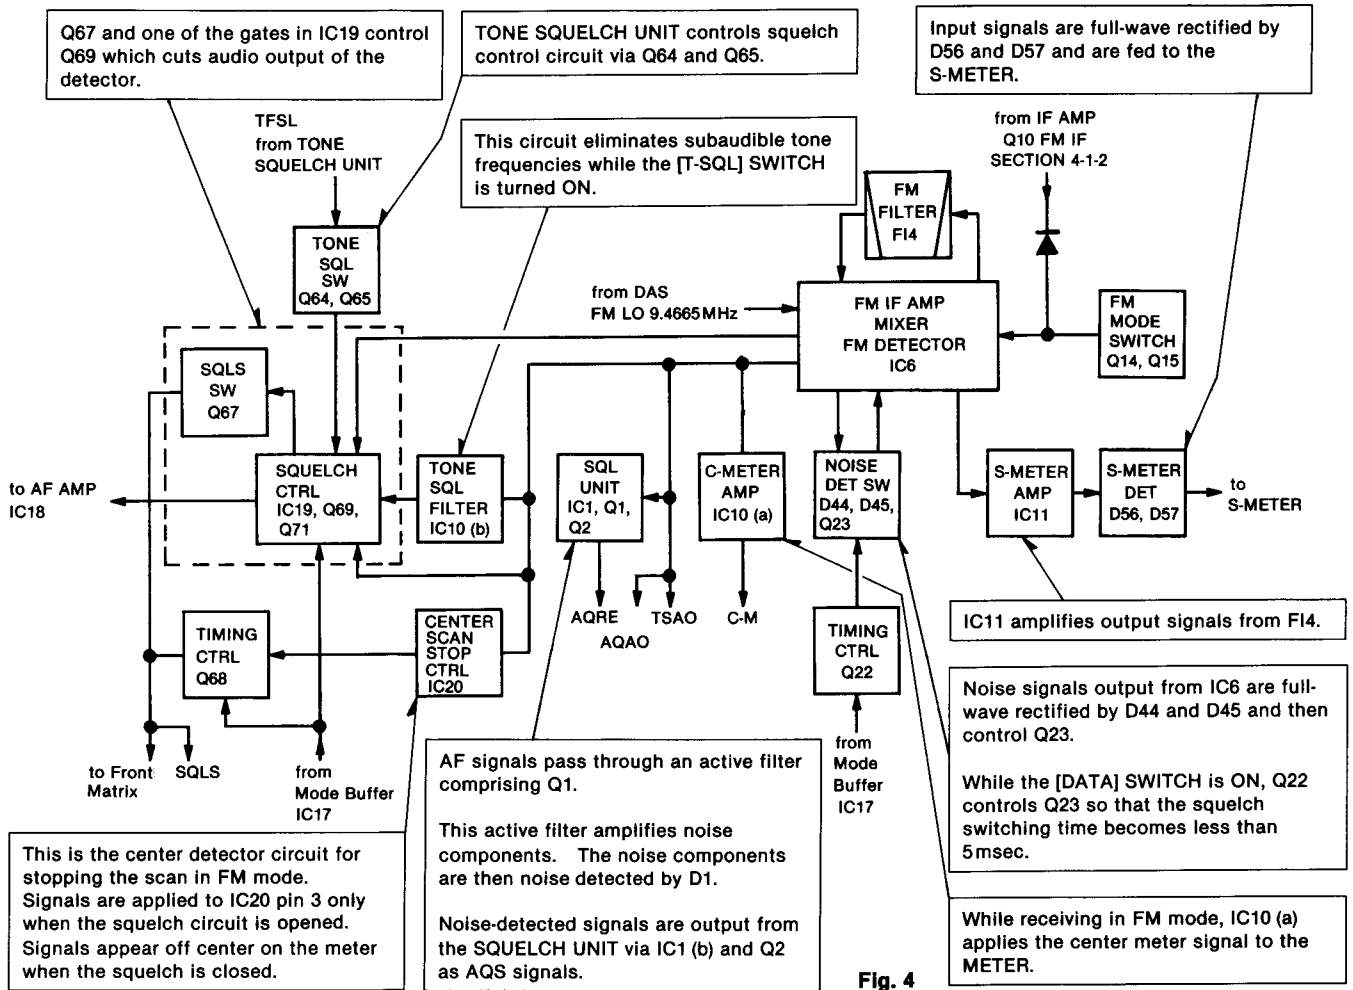 Q67 and one of the gates in IC19 control
Q69 which cuts audio output of the
detector.
TONE SQUELCH UNIT controls squelch
control circuit via Q64 and Q65.
Input signals are full-wave rectified by
D56 and D57 and are fed to the
S-METER.
TFSL
from TONE
SQUELCH UNIT
This circuit eliminates subaudible tone
frequencies while the [T-SQL] SWITCH
is turned ON.
from IF AMP
Q10 FM IF
SECTION 4-1-2
FM
FILTER
FI4
TONE
SQL
SW
Q64, Q65
from DAS
FM LO 9.4665MHz
FM IF AMP
MIXER
FM DETECTOR
IC6
FM
MODE
SWITCH
Q14, Q15
SQLS
SW
Q67
to AF AMP
IC18
SQUELCH
CTRL
IC19, Q69,
Q71
TONE
SQL
FILTER
IC10 (b)
SQL
UNIT
IC1, Q1,
Q2
C-METER
AMP
IC10 (a)
NOISE
DET SW
D44, D45,
Q23
S-METER
AMP
IC11
S-METER
DET
D56, D57
to
S-METER
TIMING
CTRL
Q68
CENTER
SCAN
STOP
CTRL
IC20
AQRE
AQAO
TSAO
C-M
TIMING
CTRL
Q22
IC11 amplifies output signals from FI4.
to Front
Matrix
SQLS
from
Mode Buffer
IC17
from
Mode
Buffer
IC17
Noise signals output from IC6 are full-
wave rectified by D44 and D45 and then
control Q23.
While the [DATA] SWITCH is ON, Q22
controls Q23 so that the squelch
switching time becomes less than
5msec.
AF signals pass through an active filter
comprising Q1.
This active filter amplifies noise
components. The noise components
are then noise detected by D1.
Noise-detected signals are output from
the SQUELCH UNIT via IC1 (b) and Q2
as AQS signals.
This is the center detector circuit for
stopping the scan in FM mode.
Signals are applied to IC20 pin 3 only
when the squelch circuit is opened.
Signals appear off center on the meter
when the squelch is closed.
While receiving in FM mode, IC10 (a)
applies the center meter signal to the
METER.
Fig. 4